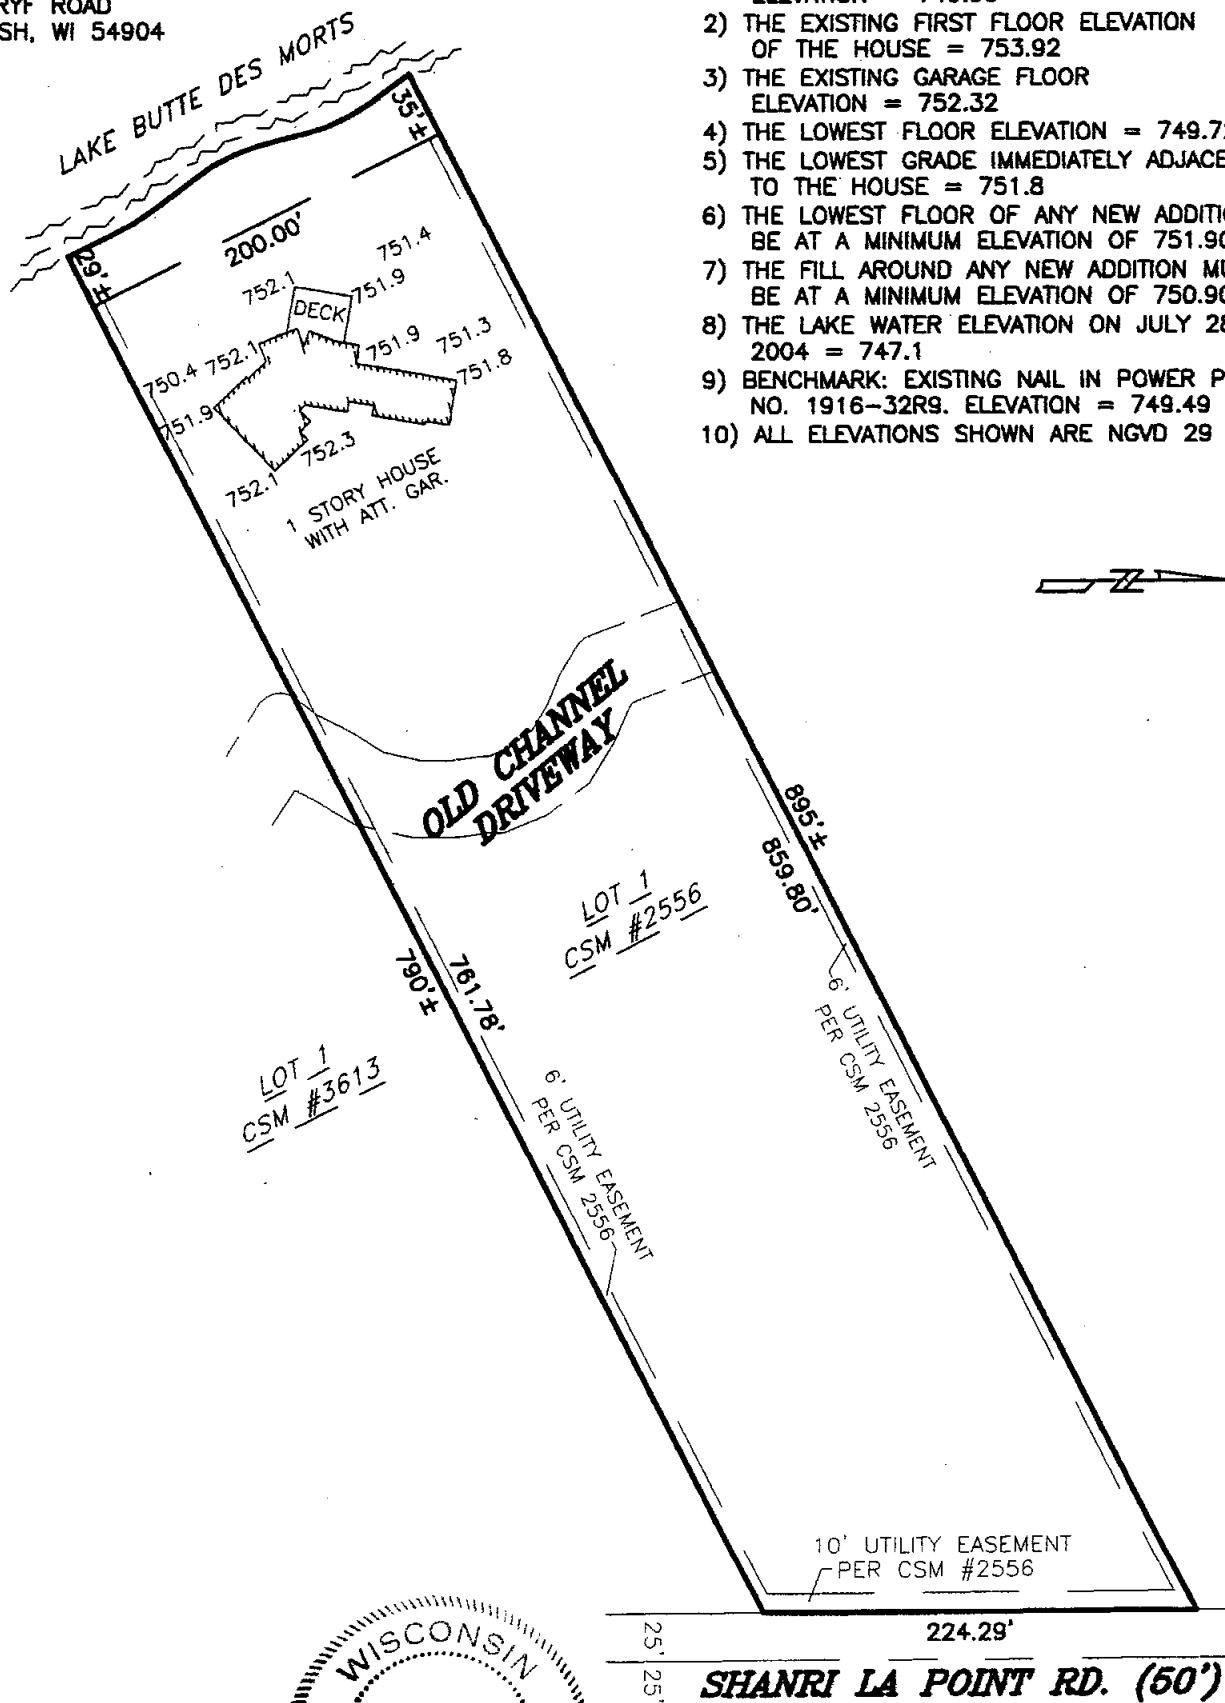 ROAD
SH, WI 54904
2) THE EXISTING FIRST FLOOR ELEVATION
OF THE HOUSE = 753.92
3) THE EXISTING GARAGE FLOOR
ELEVATION = 752.32
4) THE LOWEST FLOOR ELEVATION = 749.7
5) THE LOWEST GRADE IMMEDIATELY ADJACE
TO THE HOUSE = 751.8
6) THE LOWEST FLOOR OF ANY NEW ADDITI
BE AT A MINIMUM ELEVATION OF 751.90
7) THE FILL AROUND ANY NEW ADDITION M
BE AT A MINIMUM ELEVATION OF 750.90
8) THE LAKE WATER ELEVATION ON JULY 28
2004 = 747.1
9) BENCHMARK: EXISTING NAIL IN POWER P
NO. 1916-32R9. ELEVATION = 749.49
10) ALL ELEVATIONS SHOWN ARE NGVD 29
LAKE BUTTE DES MORTS
35'±
29'±
200.00'
751.4
752.1
751.9
DECK
751.9
751.3
750.4
752.1
751.8
751.9
752.3
752.1
1 STORY HOUSE
WITH ATT. GAR.
OLD CHANNEL
DRIVEWAY
895'±
859.80'
LOT 1
CSM #2556
790'±
761.78'
LOT 1
CSM #3613
6' UTILITY EASEMENT
PER CSM 2556
6' UTILITY EASEMENT
PER CSM 2556
10' UTILITY EASEMENT
PER CSM #2556
224.29'
25'
25'
SHANRI LA POINT RD. (50')
WISCONSIN